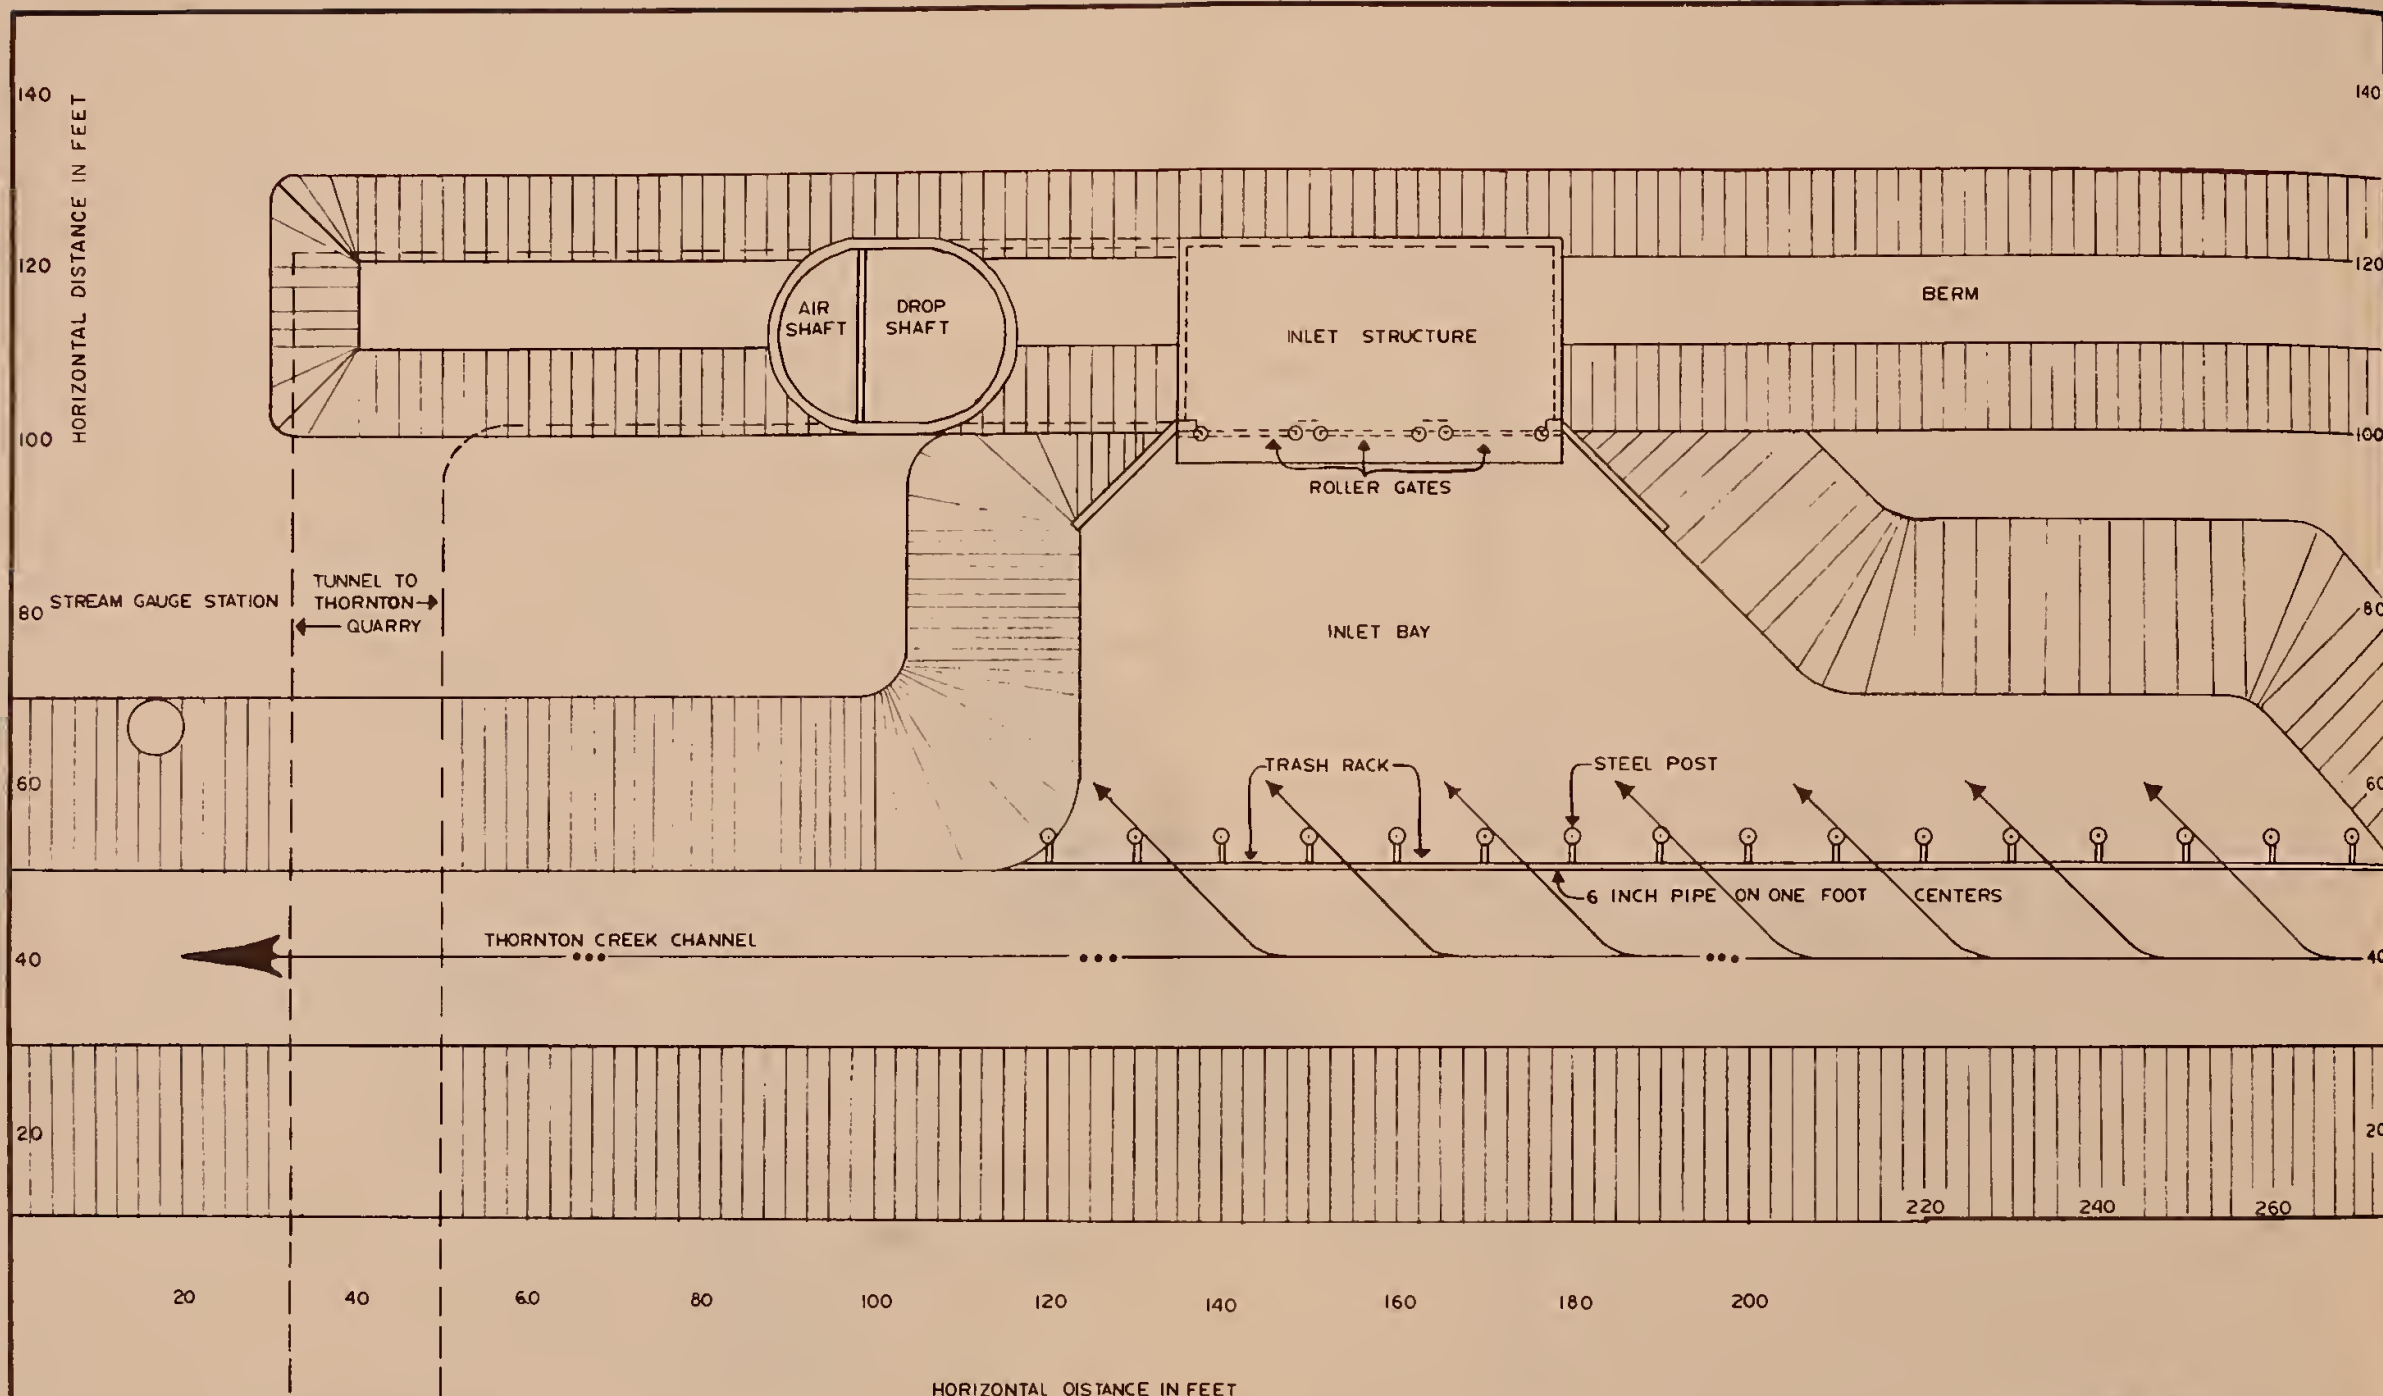 140
140
HORIZONTAL DISTANCE IN FEET
120
120
BERM
AIR
SHAFT
DROP
SHAFT
INLET STRUCTURE
100
100
ROLLER GATES
80
STREAM GAUGE STATION
TUNNEL TO
THORNTON
QUARRY
80
INLET BAY
60
TRASH RACK
STEEL POST
60
6 INCH PIPE ON ONE FOOT CENTERS
THORNTON CREEK CHANNEL
40
40
20
20
220
240
260
20
40
60
80
100
120
140
160
180
200
HORIZONTAL DISTANCE IN FEET